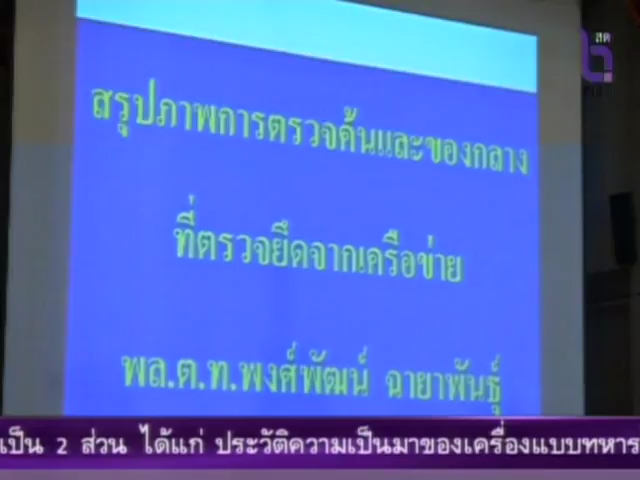 สด
สรุปภาพการตรวจค้นและของกลาง
ที่ตรวจยึดจากเครือข่าย
พล.ต.ท.พงศ์พัฒน์ ฉายาพันธุ์
เป็น 2 ส่วน ได้แก่ ประวัติความเป็นมาของเครื่องแบบทหาร